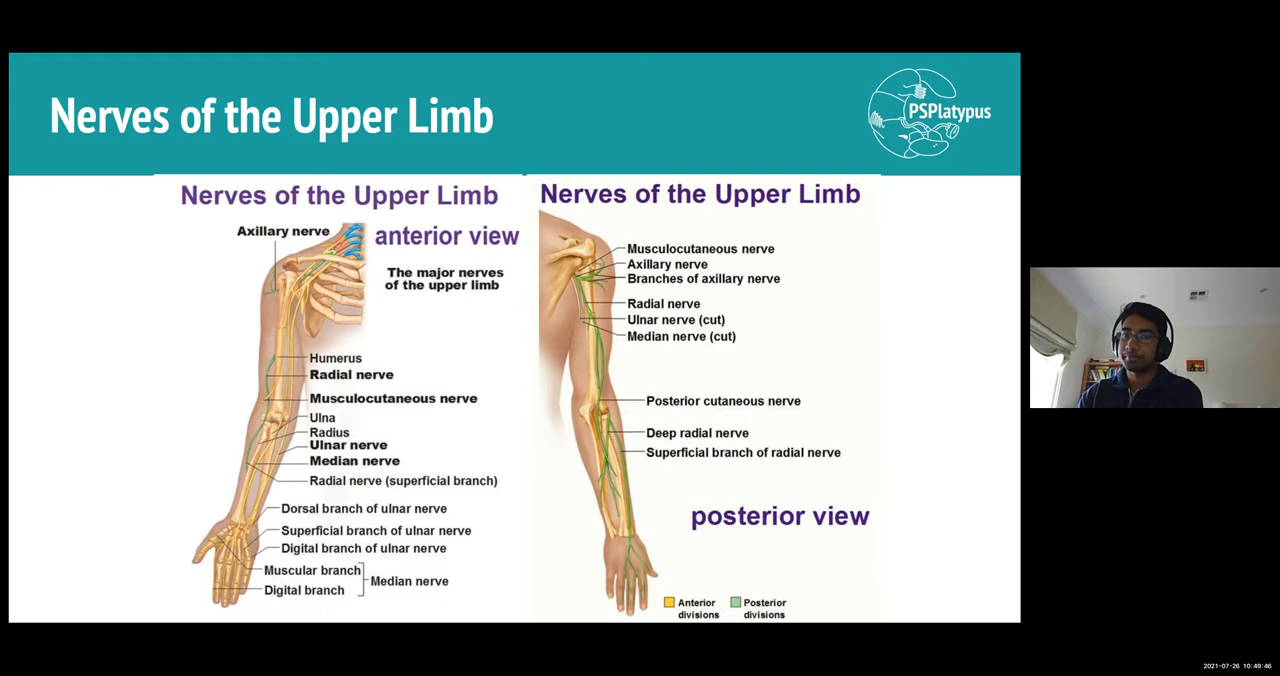 Nerves of the Upper Limb
PSPlatypus
Nerves of the Upper Limb
anterior view
Axillary nerve
The major nerves
of the upper limb
Humerus
Radial nerve
Musculocutaneous nerve
Ulna
Radius
Ulnar nerve
Median nerve
Radial nerve (superficial branch)
Dorsal branch of ulnar nerve
Superficial branch of ulnar nerve
Digital branch of ulnar nerve
Muscular branch
Digital branch
Median nerve
Nerves of the Upper Limb
Musculocutaneous nerve
Axillary nerve
Branches of axillary nerve
Radial nerve
Ulnar nerve (cut)
Median nerve (cut)
Posterior cutaneous nerve
Deep radial nerve
Superficial branch of radial nerve
posterior view
Anterior
divisions
Posterior
divisions
2021-07-26 10:49:46